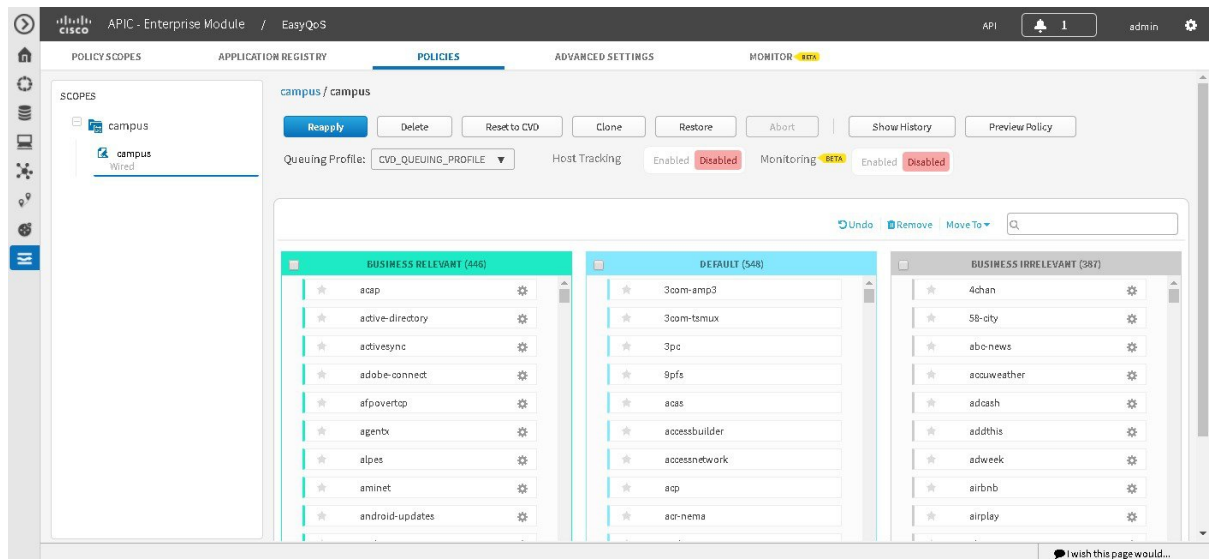 cisco APIC - Enterprise Module / EasyQoS API 1 admin
POLICY SCOPES APPLICATION REGISTRY POLICIES ADVANCED SETTINGS MONITOR BETA
SCOPES
campus
campus
Wired
campus / campus
Reapply Delete Reset to CVD Clone Restore Abort Show History Preview Policy
Queuing Profile: CVD_QUEUING_PROFILE Host Tracking Enabled Disabled Monitoring BETA Enabled Disabled
Undo Remove Move To
BUSINESS RELEVANT (446) DEFAULT (548) BUSINESS IRRELEVANT (387)
acap 3com-amp3 4chan
active-directory 3com-tsmux 58-city
activesync 3pc abc-news
adobe-connect 9pfs accuweather
afpovertcp acas adcash
agentx accessbuilder addthis
alpes accessnetwork adweek
aminet acp airbnb
android-updates acr-nema airplay
I wish this page would...